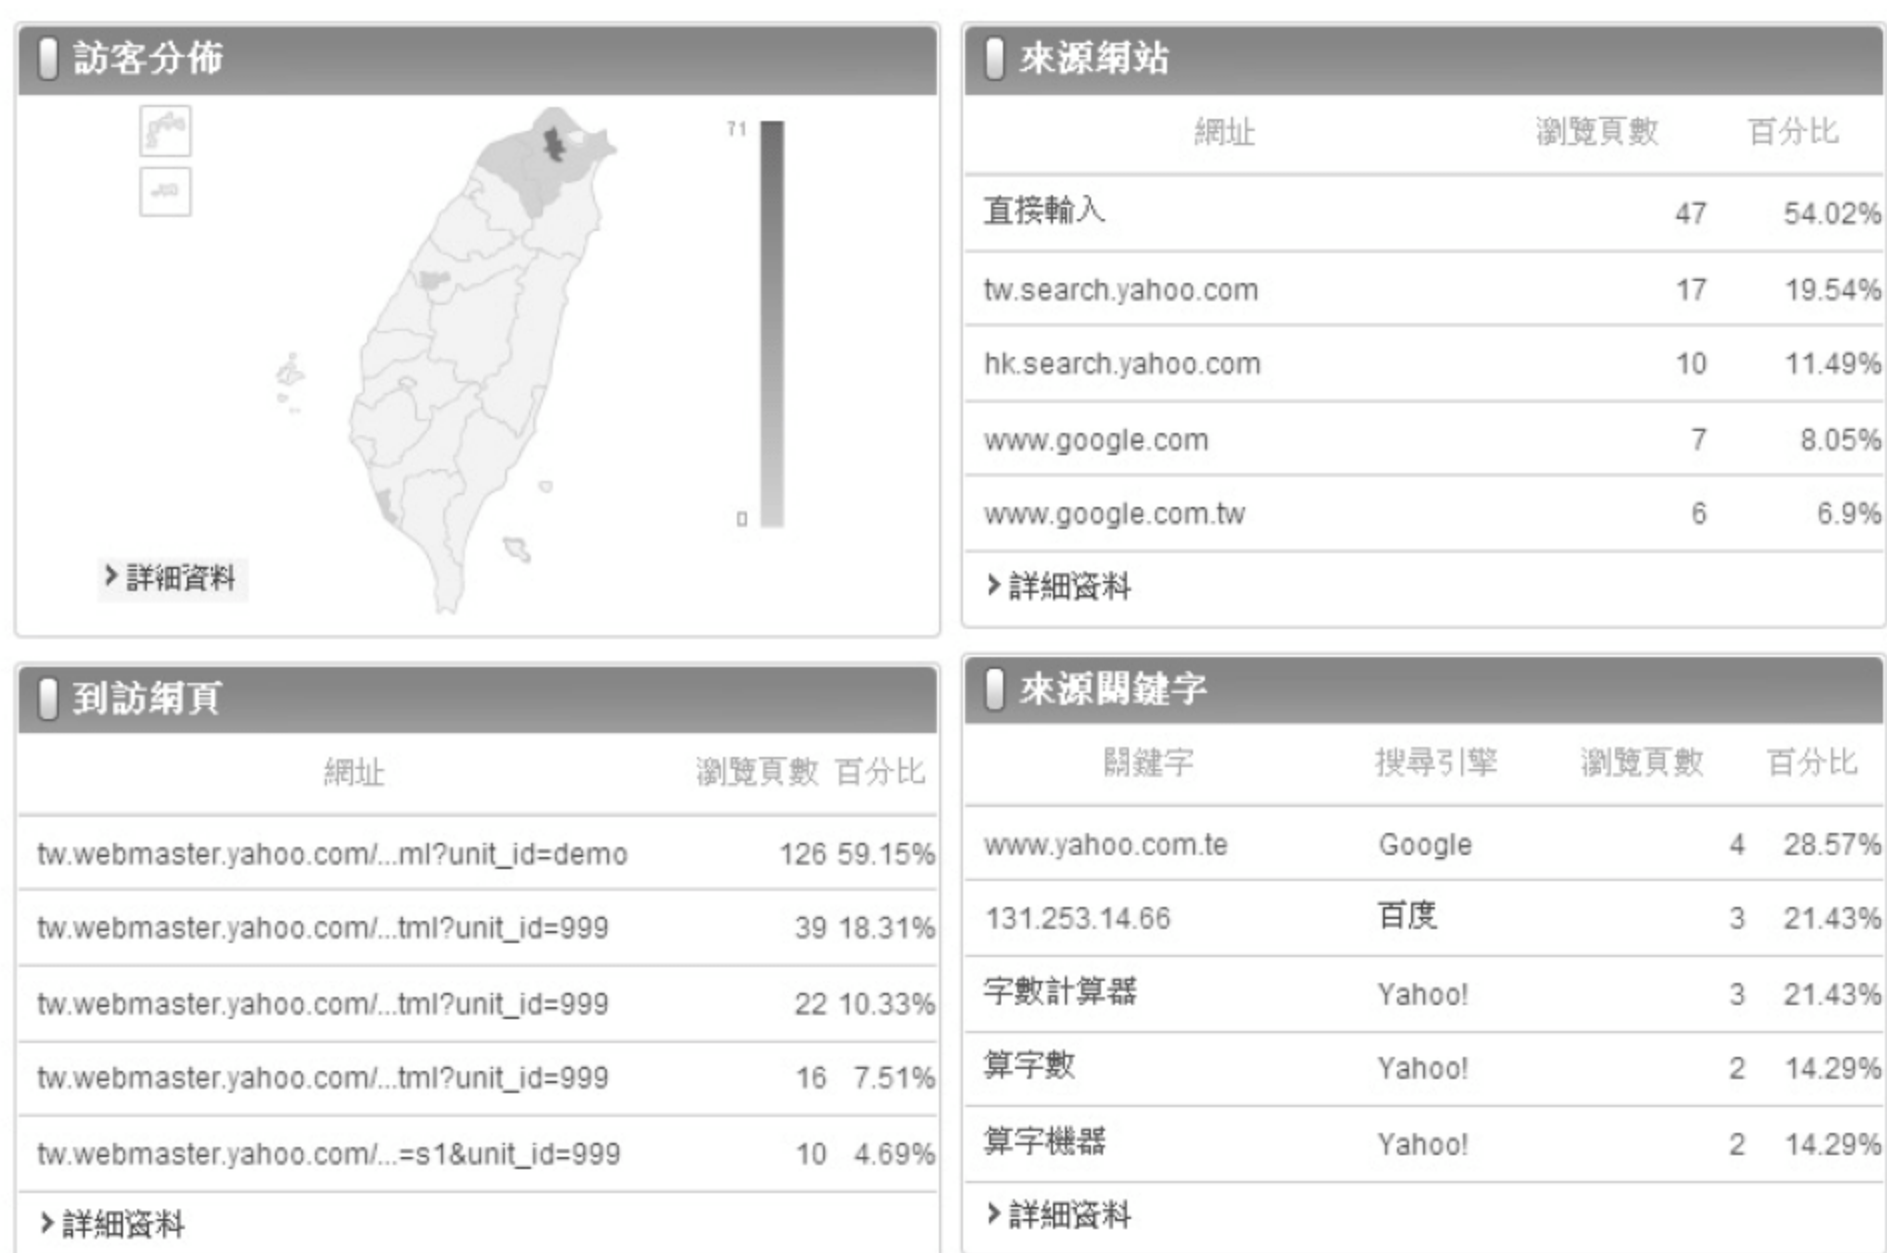 訪客分佈
71
0
詳細資料
來源網站
網址 瀏覽頁數 百分比
直接輸入 47 54.02%
tw.search.yahoo.com 17 19.54%
hk.search.yahoo.com 10 11.49%
www.google.com 7 8.05%
www.google.com.tw 6 6.9%
詳細資料
到訪網頁
網址 瀏覽頁數 百分比
tw.webmaster.yahoo.com/...ml?unit_id=demo 126 59.15%
tw.webmaster.yahoo.com/...tml?unit_id=999 39 18.31%
tw.webmaster.yahoo.com/...tml?unit_id=999 22 10.33%
tw.webmaster.yahoo.com/...tml?unit_id=999 16 7.51%
tw.webmaster.yahoo.com/...=s1&unit_id=999 10 4.69%
詳細資料
來源關鍵字
關鍵字 搜尋引擎 瀏覽頁數 百分比
www.yahoo.com.te Google 4 28.57%
131.253.14.66 百度 3 21.43%
字數計算器 Yahoo! 3 21.43%
算字數 Yahoo! 2 14.29%
算字機器 Yahoo! 2 14.29%
詳細資料